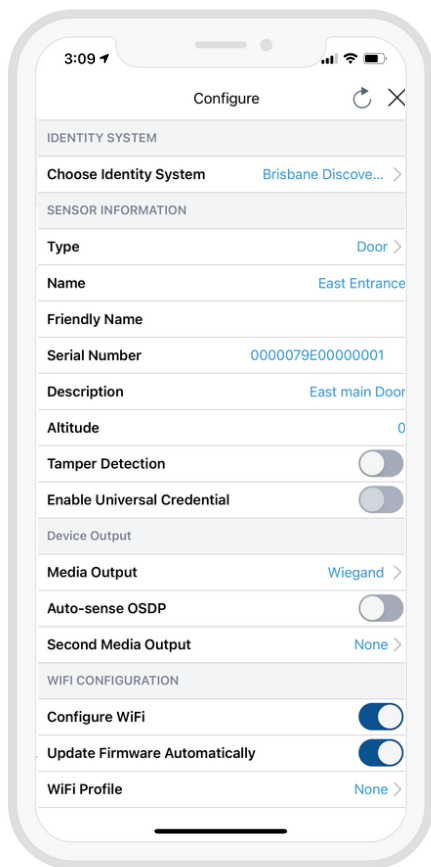 3:09
Configure
IDENTITY SYSTEM
Choose Identity System Brisbane Discove...
SENSOR INFORMATION
Type Door
Name East Entrance
Friendly Name
Serial Number 0000079E00000001
Description East main Door
Altitude 0
Tamper Detection
Enable Universal Credential
Device Output
Media Output Wiegand
Auto-sense OSDP
Second Media Output None
WIFI CONFIGURATION
Configure WiFi
Update Firmware Automatically
WiFi Profile None